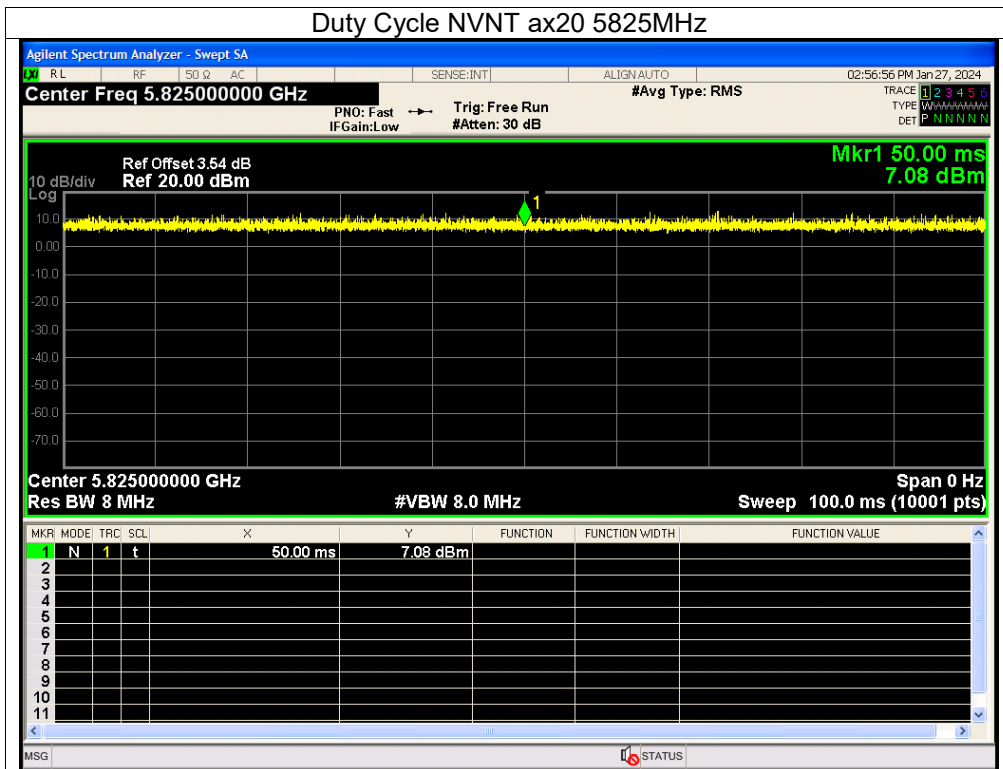 Duty Cycle NVNT ax20 5825MHz
Agilent Spectrum Analyzer - Swept SA
LXI RL RF 50 Ω AC SENSE:INT ALIGN AUTO 02:56:56 PM Jan 27, 2024
Center Freq 5.825000000 GHz #Avg Type: RMS TRACE 1 2 3 4 5 6
PNO: Fast Trig: Free Run TYPE WWWWWW
IFGain:Low #Atten: 30 dB DET P N N N N N
Mkr1 50.00 ms
Ref Offset 3.54 dB
10 dB/div Ref 20.00 dBm 7.08 dBm
Log
1
10.0
0.00
-10.0
-20.0
-30.0
-40.0
-50.0
-60.0
-70.0
Center 5.825000000 GHz Span 0 Hz
Res BW 8 MHz #VBW 8.0 MHz Sweep 100.0 ms (10001 pts)
MKR MODE TRC SCL X Y FUNCTION FUNCTION WIDTH FUNCTION VALUE
1 N 1 t 50.00 ms 7.08 dBm
2
3
4
5
6
7
8
9
10
11
MSG STATUS